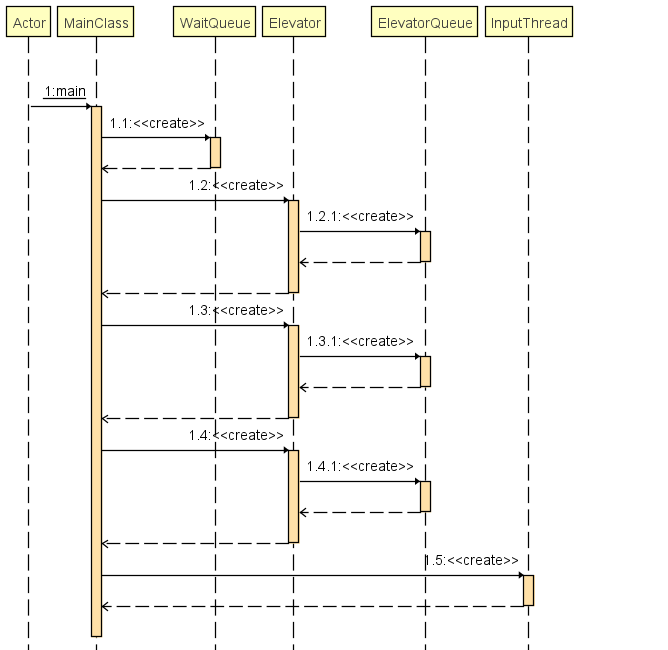 Actor MainClass WaitQueue Elevator ElevatorQueue InputThread
1:main
1.1:<<create>>
1.2:<<create>>
1.2.1:<<create>>
1.3:<<create>>
1.3.1:<<create>>
1.4:<<create>>
1.4.1:<<create>>
1.5:<<create>>